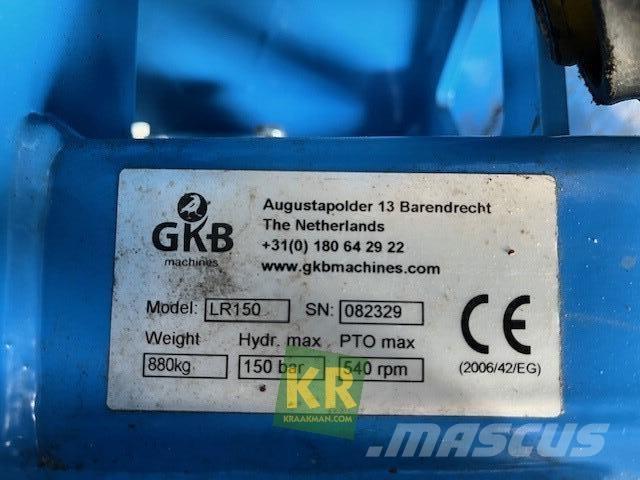 GKB
machines
Augustapolder 13 Barendrecht
The Netherlands
+31(0) 180 64 29 22
www.gkbmachines.com
Model: LR150 SN: 082329
Weight Hydr. max PTO max
880kg 150 bar 540 rpm
CE
(2006/42/EG)
KR
KRAAKMAN.COM
MASCUS